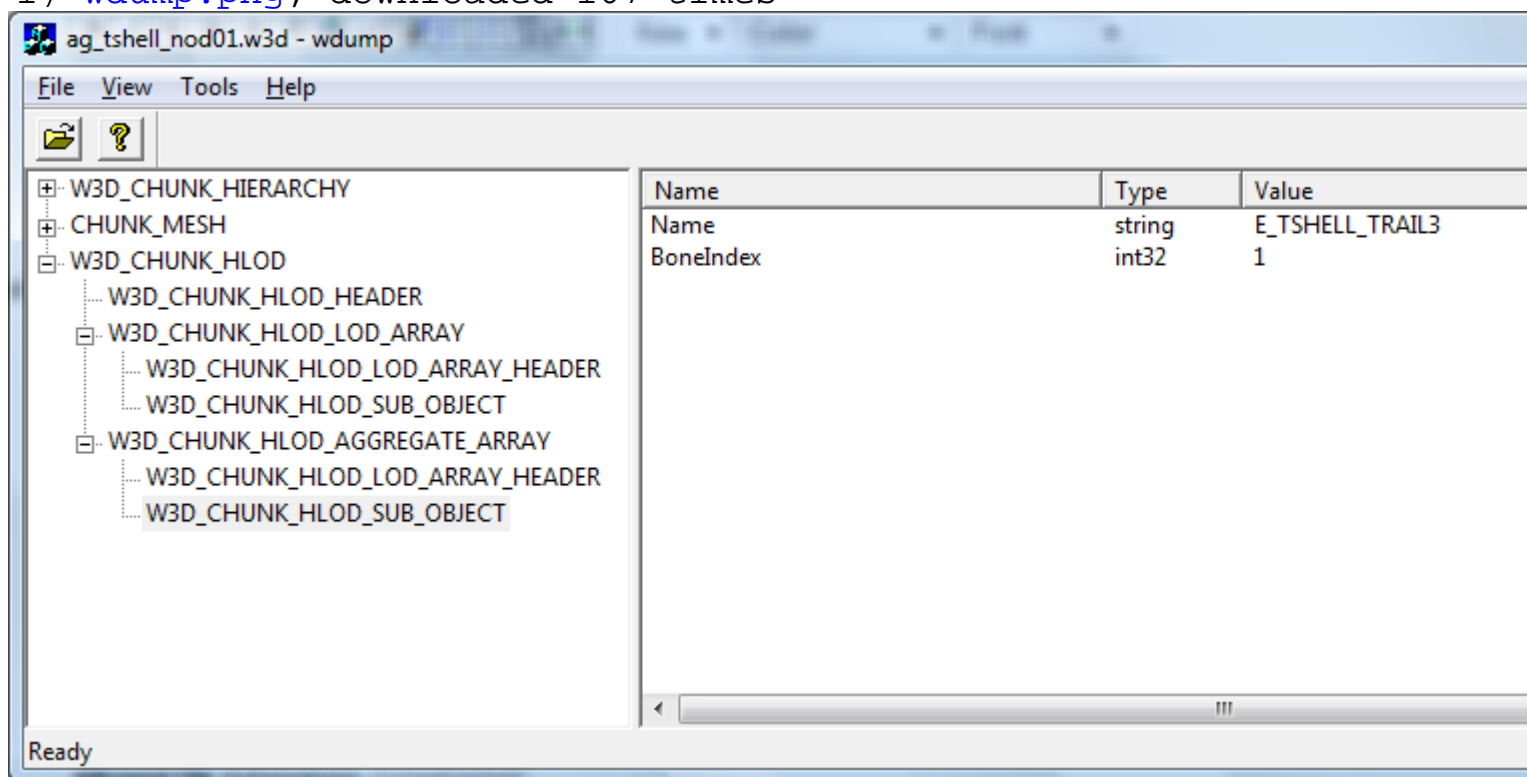 ag_tshell_nod01.w3d - wdump
File View Tools Help
W3D_CHUNK_HIERARCHY
CHUNK_MESH
W3D_CHUNK_HLOD
W3D_CHUNK_HLOD_HEADER
W3D_CHUNK_HLOD_LOD_ARRAY
W3D_CHUNK_HLOD_LOD_ARRAY_HEADER
W3D_CHUNK_HLOD_SUB_OBJECT
W3D_CHUNK_HLOD_AGGREGATE_ARRAY
W3D_CHUNK_HLOD_LOD_ARRAY_HEADER
W3D_CHUNK_HLOD_SUB_OBJECT
Name Type Value
Name string E_TSHELL_TRAIL3
BoneIndex int32 1
Ready